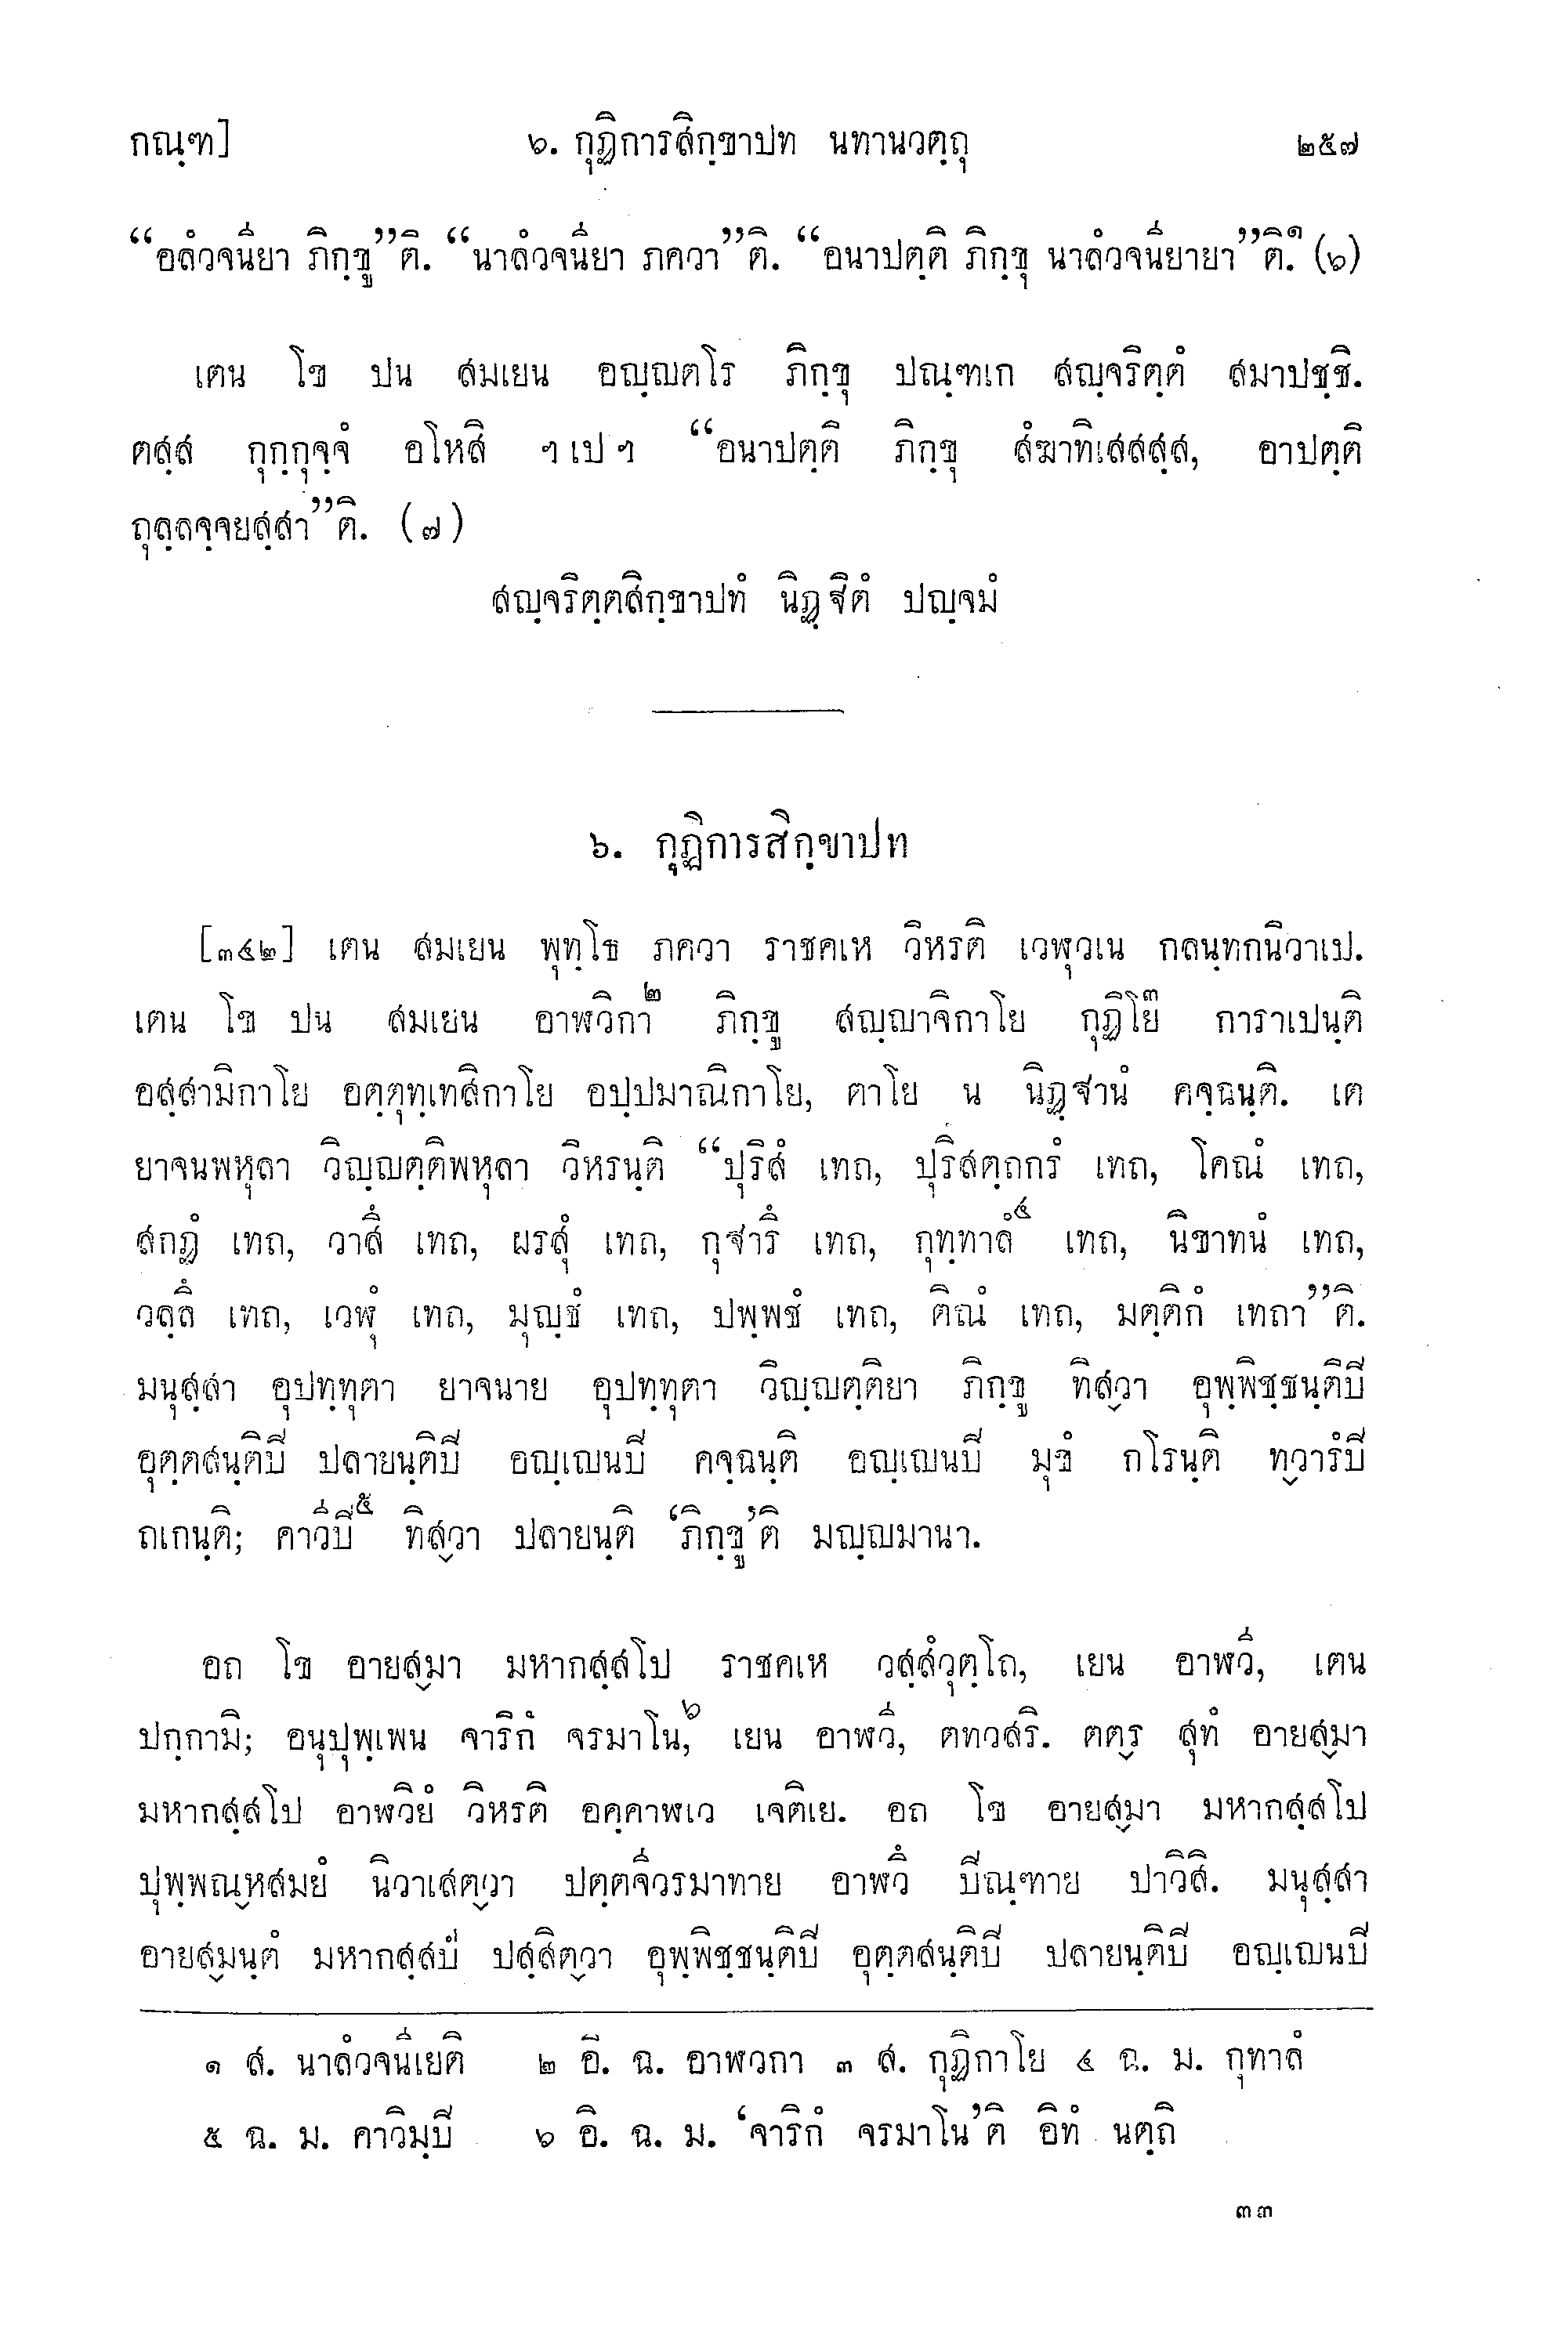 กณฺฑ] ๖. กุฏิการสิกฺขาปท นทานวตฺถุ ๒๕๗
“อลํวจนียา ภิกฺขู”ติ. “นาลํวจนียา ภควา”ติ. “อนาปตฺติ ภิกฺขุ นาลํวจนียายา”ติ.๑ (๖)
เตน โข ปน สมเยน อญฺญตโร ภิกฺขุ ปณฺฑเก สญฺจริตฺตํ สมาปชฺชิ.
ตสฺส กุกฺกุจฺจํ อโหสิ ฯเปฯ “อนาปตฺติ ภิกฺขุ สํฆาทิเสสสฺส, อาปตฺติ
ถุลฺลจฺจยสฺสา”ติ. (๗)
สญฺจริตฺตสิกฺขาปทํ นิฏฺฐิตํ ปญฺจมํ
๖. กุฏิการสิกฺขาปท
[๓๔๒] เตน สมเยน พุทฺโธ ภควา ราชคเห วิหรติ เวฬุวเน กลนฺทกนิวาเป.
เตน โข ปน สมเยน อาฬวิกา๒ ภิกฺขู สญฺญาจิกาโย กุฏิโย๓ การาเปนฺติ
อสฺสามิกาโย อตฺตุทฺเทสิกาโย อปฺปมาณิกาโย, ตาโย น นิฏฺฐานํ คจฺฉนฺติ. เต
ยาจนพหุลา วิญฺญตฺติพหุลา วิหรนฺติ “ปุริสํ เทถ, ปุริสตฺถกรํ เทถ, โคณํ เทถ,
สกฏํ เทถ, วาสึ เทถ, ผรสุํ เทถ, กุฐารึ เทถ, กุทฺทาลํ๔ เทถ, นิขาทนํ เทถ,
วลฺลึ เทถ, เวฬุํ เทถ, มุญฺชํ เทถ, ปพฺพชํ เทถ, ติณํ เทถ, มตฺติกํ เทถา”ติ.
มนุสฺสา อุปทฺทุตา ยาจนาย อุปทฺทุตา วิญฺญตฺติยา ภิกฺขู ทิสฺวา อุพฺพิชฺชนฺติปี
อุตฺตสนฺติปี ปลายนฺติปี อญฺเญนปี คจฺฉนฺติ อญฺเญนปี มุขํ กโรนฺติ ทฺวารํปี
ถเกนฺติ; คาวึปี๕ ทิสฺวา ปลายนฺติ ‘ภิกฺขู’ติ มญฺญมานา.
อถ โข อายสฺมา มหากสฺสโป ราชคเห วสฺสํวุตฺโถ, เยน อาฬวี, เตน
ปกฺกามิ; อนุปุพฺเพน จาริกํ จรมาโน,๖ เยน อาฬวี, ตทวสริ. ตตฺร สุทํ อายสฺมา
มหากสฺสโป อาฬวิยํ วิหรติ อคฺคาฬเว เจติเย. อถ โข อายสฺมา มหากสฺสโป
ปุพฺพณฺหสมยํ นิวาเสตฺวา ปตฺตจีวรมาทาย อาฬวึ ปิณฺฑาย ปาวิสิ. มนุสฺสา
อายสฺมนฺตํ มหากสฺสปํ ปสฺสิตฺวา อุพฺพิชฺชนฺติปี อุตฺตสนฺติปี ปลายนฺติปี อญฺเญนปี
๑ ส. นาลํวจนีเยติ ๒ อิ. ฉ. อาฬวกา ๓ ส. กุฏิกาโย ๔ ฉ. ม. กุทาลํ
๕ ฉ. ม. คาวิมฺปี ๖ อิ. ฉ. ม. ‘จาริกํ จรมาโน’ติ อิทํ นตฺถิ
๓๓